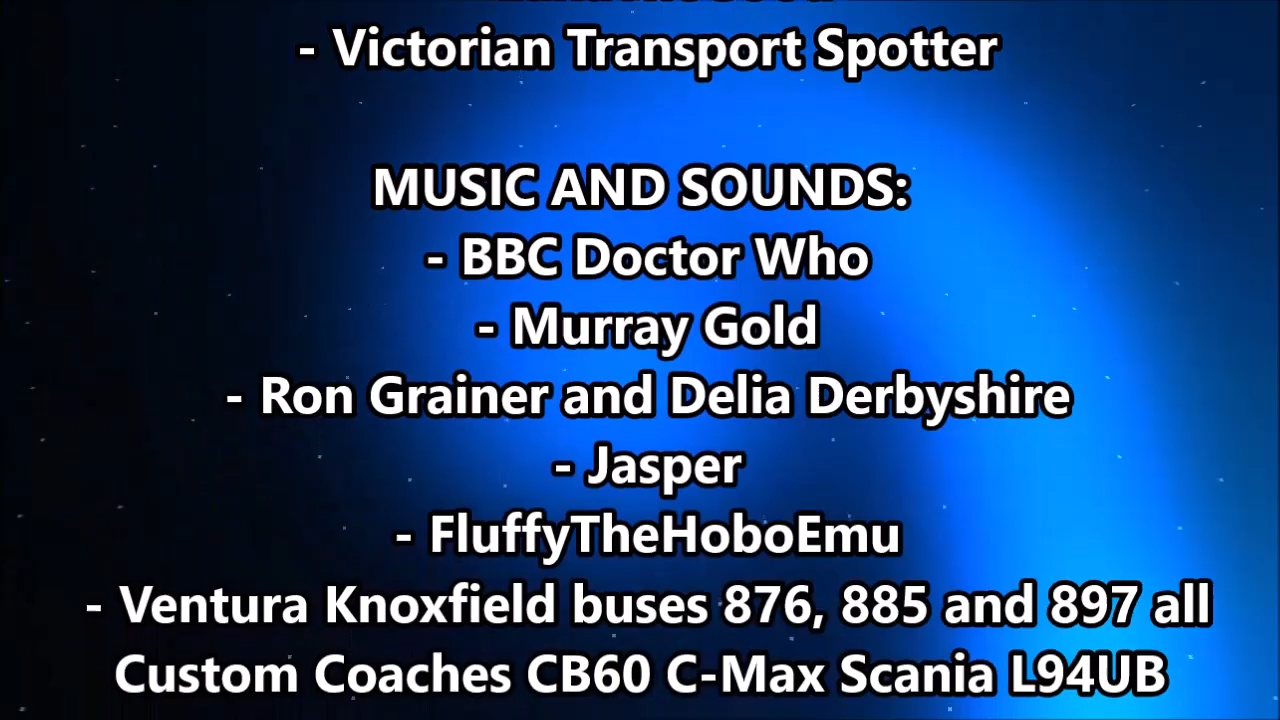 - Victorian Transport Spotter
MUSIC AND SOUNDS:
- BBC Doctor Who
- Murray Gold
- Ron Grainer and Delia Derbyshire
- Jasper
- FluffyTheHoboEmu
- Ventura Knoxfield buses 876, 885 and 897 all
Custom Coaches CB60 C-Max Scania L94UB